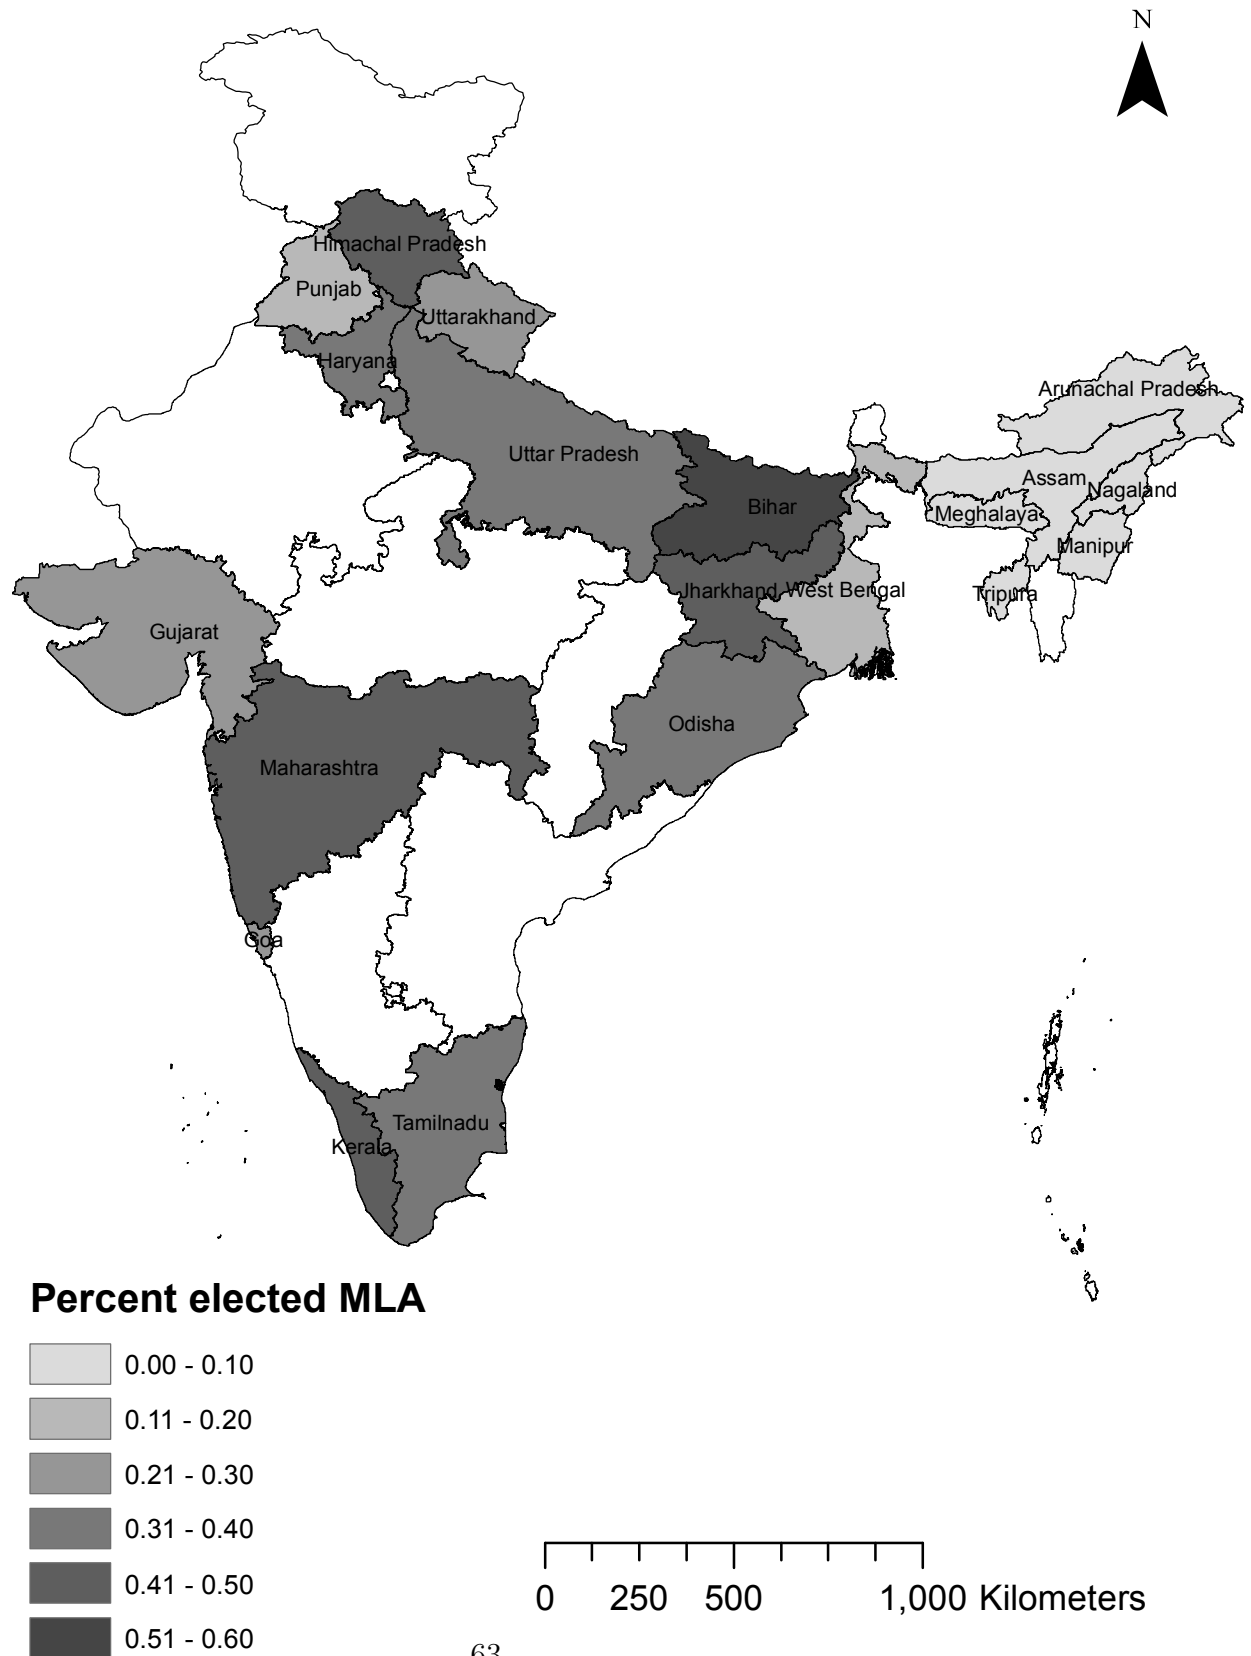 N
Himachal Pradesh
Punjab
Uttarakhand
Haryana
Arunachal Pradesh
Uttar Pradesh
Assam
Nagaland
Bihar
Meghalaya
Manipur
Jharkhand
West Bengal
Tripura
Gujarat
Odisha
Maharashtra
Goa
Tamilnadu
Kerala
Percent elected MLA
0.00 - 0.10
0.11 - 0.20
0.21 - 0.30
0.31 - 0.40
0.41 - 0.50
0.51 - 0.60
0 250 500 1,000 Kilometers
63